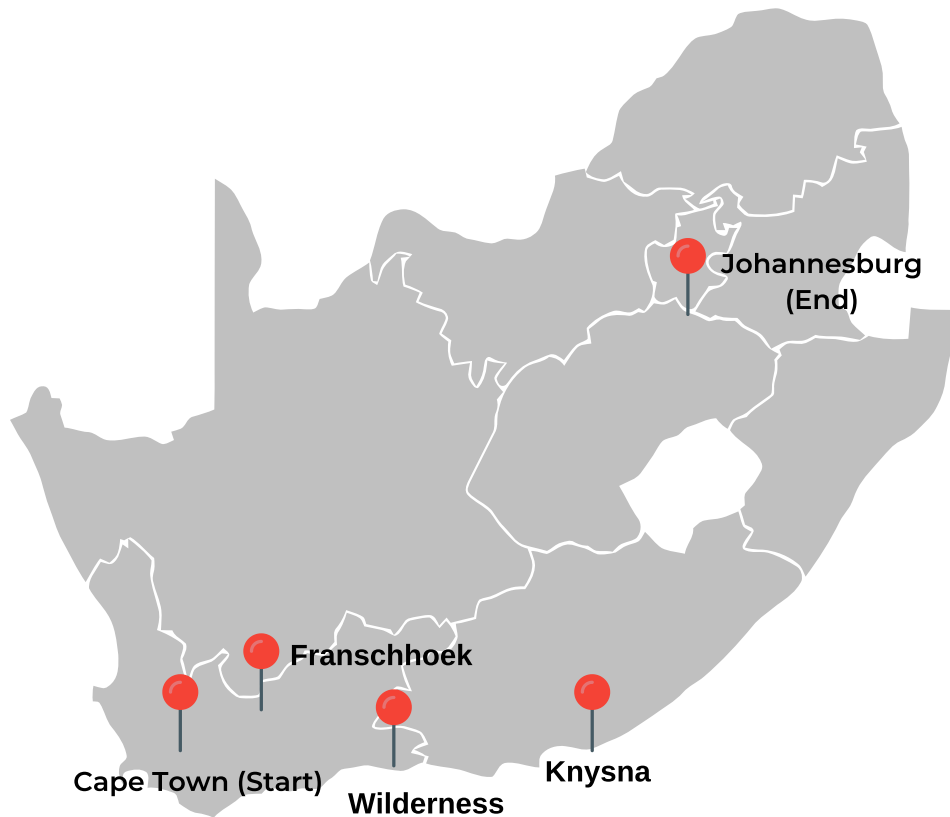 Johannesburg
(End)
Franschhoek
Cape Town (Start)
Knysna
Wilderness